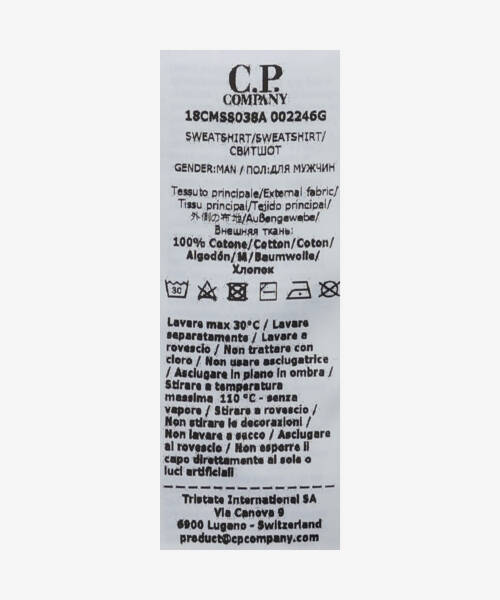 C.P.
COMPANY
18CMSS038A 002246G
SWEATSHIRT/SWEATSHIRT/
СВИТШОТ
GENDER:MAN / ПОЛ:ДЛЯ МУЖЧИН
Tessuto principale/External fabric/
Tissu principal/Tejido principal/
外側の布地/Außengewebe/
Внешняя ткань:
100% Cotone/Cotton/Coton/
Algodón/綿/Baumwolle/
Хлопок
30
Lavare max 30°C / Lavare
separatamente / Lavare a
rovescio / Non trattare con
cloro / Non usare asciugatrice
/ Asciugare in piano in ombra /
Stirare a temperatura
massima 110 °C - senza
vapore / Stirare a rovescio /
Non stirare le decorazioni /
Non lavare a secco / Asciugare
al rovescio / Non esporre il
capo direttamente al sole o
luci artificiali
Tristate International SA
Via Canova 9
6900 Lugano - Switzerland
product@cpcompany.com